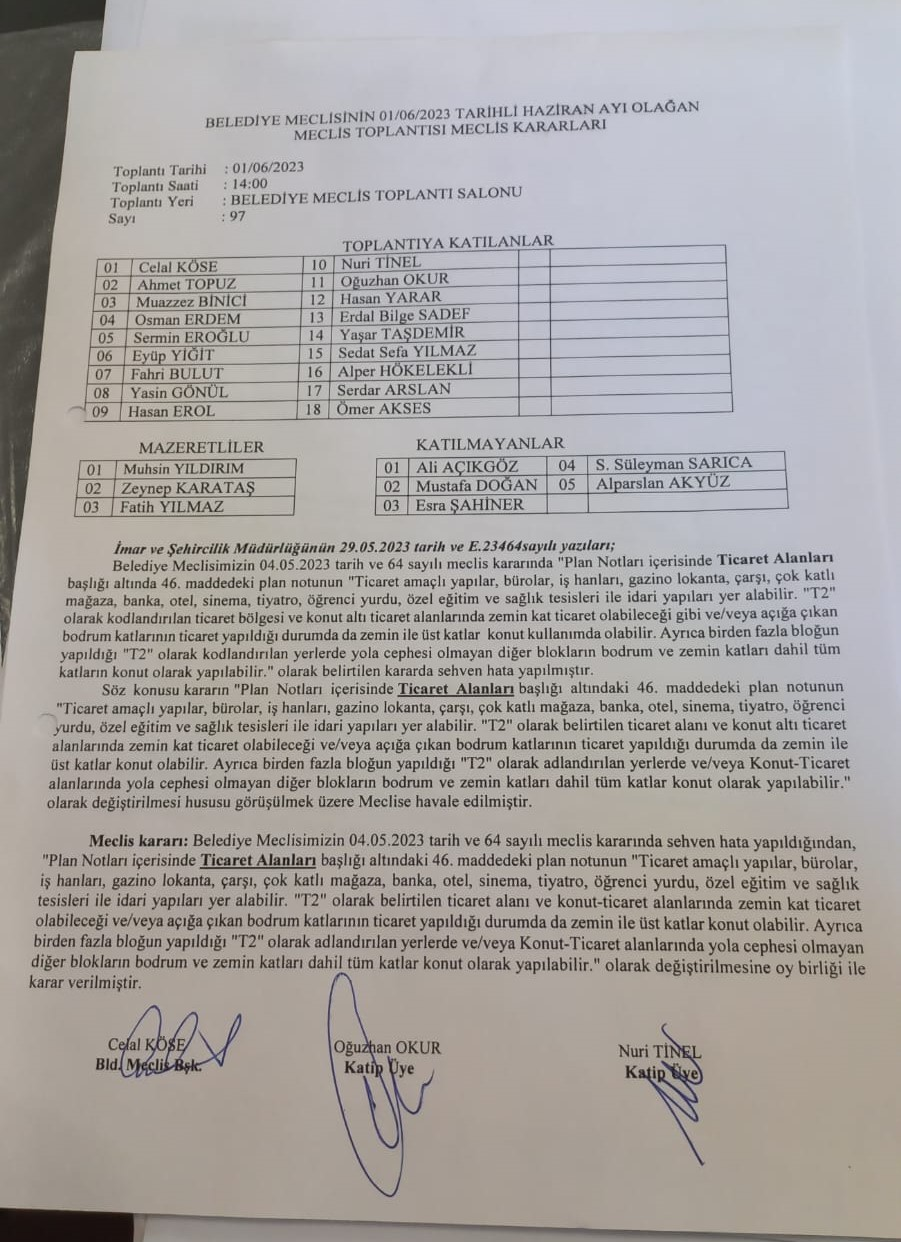 BELEDİYE MECLİSİNİN 01/06/2023 TARİHLİ HAZİRAN AYI OLAĞAN
MECLİS TOPLANTISI MECLİS KARARLARI
Toplantı Tarihi : 01/06/2023
Toplantı Saati : 14:00
Toplantı Yeri : BELEDİYE MECLİS TOPLANTI SALONU
Sayı : 97
TOPLANTIYA KATILANLAR
01 Celal KÖSE 10 Nuri TİNEL
02 Ahmet TOPUZ 11 Oğuzhan OKUR
03 Muazzez BİNİCİ 12 Hasan YARAR
04 Osman ERDEM 13 Erdal Bilge SADEF
05 Sermin EROĞLU 14 Yaşar TAŞDEMİR
06 Eyüp YİĞİT 15 Sedat Sefa YILMAZ
07 Fahri BULUT 16 Alper HÖKELEKLİ
08 Yasin GÖNÜL 17 Serdar ARSLAN
09 Hasan EROL 18 Ömer AKSES
MAZERETLİLER
01 Muhsin YILDIRIM
02 Zeynep KARATAŞ
03 Fatih YILMAZ
KATILMAYANLAR
01 Ali AÇIKGÖZ 04 S. Süleyman SARICA
02 Mustafa DOĞAN 05 Alparslan AKYÜZ
03 Esra ŞAHİNER
İmar ve Şehircilik Müdürlüğünün 29.05.2023 tarih ve E.23464sayılı yazıları;
Belediye Meclisimizin 04.05.2023 tarih ve 64 sayılı meclis kararında "Plan Notları içerisinde Ticaret Alanları
başlığı altında 46. maddedeki plan notunun "Ticaret amaçlı yapılar, bürolar, iş hanları, gazino lokanta, çarşı, çok katlı
mağaza, banka, otel, sinema, tiyatro, öğrenci yurdu, özel eğitim ve sağlık tesisleri ile idari yapıları yer alabilir. "T2"
olarak kodlandırılan ticaret bölgesi ve konut altı ticaret alanlarında zemin kat ticaret olabileceği gibi ve/veya açığa çıkan
bodrum katlarının ticaret yapıldığı durumda da zemin ile üst katlar konut kullanımda olabilir. Ayrıca birden fazla bloğun
yapıldığı "T2" olarak kodlandırılan yerlerde yola cephesi olmayan diğer blokların bodrum ve zemin katları dahil tüm
katların konut olarak yapılabilir." olarak belirtilen kararda sehven hata yapılmıştır.
Söz konusu kararın "Plan Notları içerisinde Ticaret Alanları başlığı altındaki 46. maddedeki plan notunun
"Ticaret amaçlı yapılar, bürolar, iş hanları, gazino lokanta, çarşı, çok katlı mağaza, banka, otel, sinema, tiyatro, öğrenci
yurdu, özel eğitim ve sağlık tesisleri ile idari yapıları yer alabilir. "T2" olarak belirtilen ticaret alanı ve konut altı ticaret
alanlarında zemin kat ticaret olabileceği ve/veya açığa çıkan bodrum katlarının ticaret yapıldığı durumda da zemin ile
üst katlar konut olabilir. Ayrıca birden fazla bloğun yapıldığı "T2" olarak adlandırılan yerlerde ve/veya Konut-Ticaret
alanlarında yola cephesi olmayan diğer blokların bodrum ve zemin katları dahil tüm katlar konut olarak yapılabilir."
olarak değiştirilmesi hususu görüşülmek üzere Meclise havale edilmiştir.
Meclis kararı: Belediye Meclisimizin 04.05.2023 tarih ve 64 sayılı meclis kararında sehven hata yapıldığından,
"Plan Notları içerisinde Ticaret Alanları başlığı altındaki 46. maddedeki plan notunun "Ticaret amaçlı yapılar, bürolar,
iş hanları, gazino lokanta, çarşı, çok katlı mağaza, banka, otel, sinema, tiyatro, öğrenci yurdu, özel eğitim ve sağlık
tesisleri ile idari yapıları yer alabilir. "T2" olarak belirtilen ticaret alanı ve konut-ticaret alanlarında zemin kat ticaret
olabileceği ve/veya açığa çıkan bodrum katlarının ticaret yapıldığı durumda da zemin ile üst katlar konut olabilir. Ayrıca
birden fazla bloğun yapıldığı "T2" olarak adlandırılan yerlerde ve/veya Konut-Ticaret alanlarında yola cephesi olmayan
diğer blokların bodrum ve zemin katları dahil tüm katlar konut olarak yapılabilir." olarak değiştirilmesine oy birliği ile
karar verilmiştir.
Celal KÖSE Oğuzhan OKUR Nuri TİNEL
Bld. Meclis Bşk. Katip Üye Katip Üye